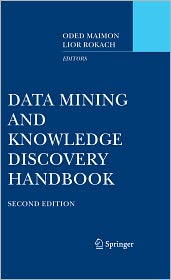 ODED MAIMON
LIOR ROKACH
EDITORS
DATA MINING
AND
KNOWLEDGE
DISCOVERY
HANDBOOK
SECOND EDITION
Springer